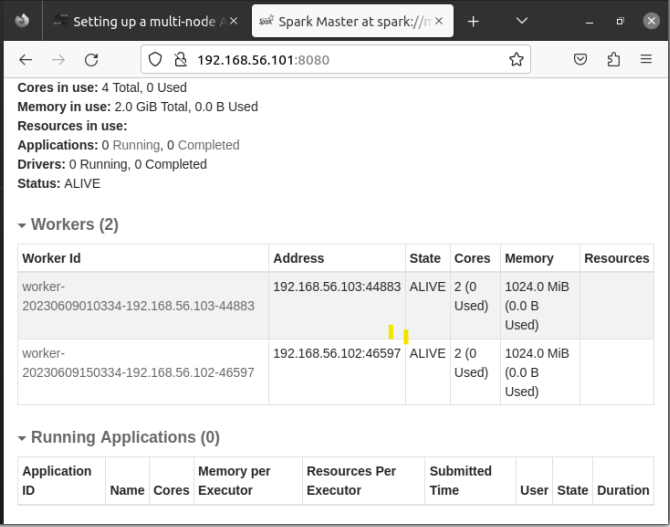 Setting up a multi-node A
Spark Master at spark://m
192.168.56.101:8080
Cores in use: 4 Total, 0 Used
Memory in use: 2.0 GiB Total, 0.0 B Used
Resources in use:
Applications: 0 Running, 0 Completed
Drivers: 0 Running, 0 Completed
Status: ALIVE
Workers (2)
Worker Id Address State Cores Memory Resources
worker-
20230609010334-192.168.56.103-44883
192.168.56.103:44883 ALIVE
2 (0
Used)
1024.0 MiB
(0.0 B
Used)
worker-
20230609150334-192.168.56.102-46597
192.168.56.102:46597 ALIVE
2 (0
Used)
1024.0 MiB
(0.0 B
Used)
Running Applications (0)
Application
ID
Name
Cores
Memory per
Executor
Resources Per
Executor
Submitted
Time
User
State
Duration